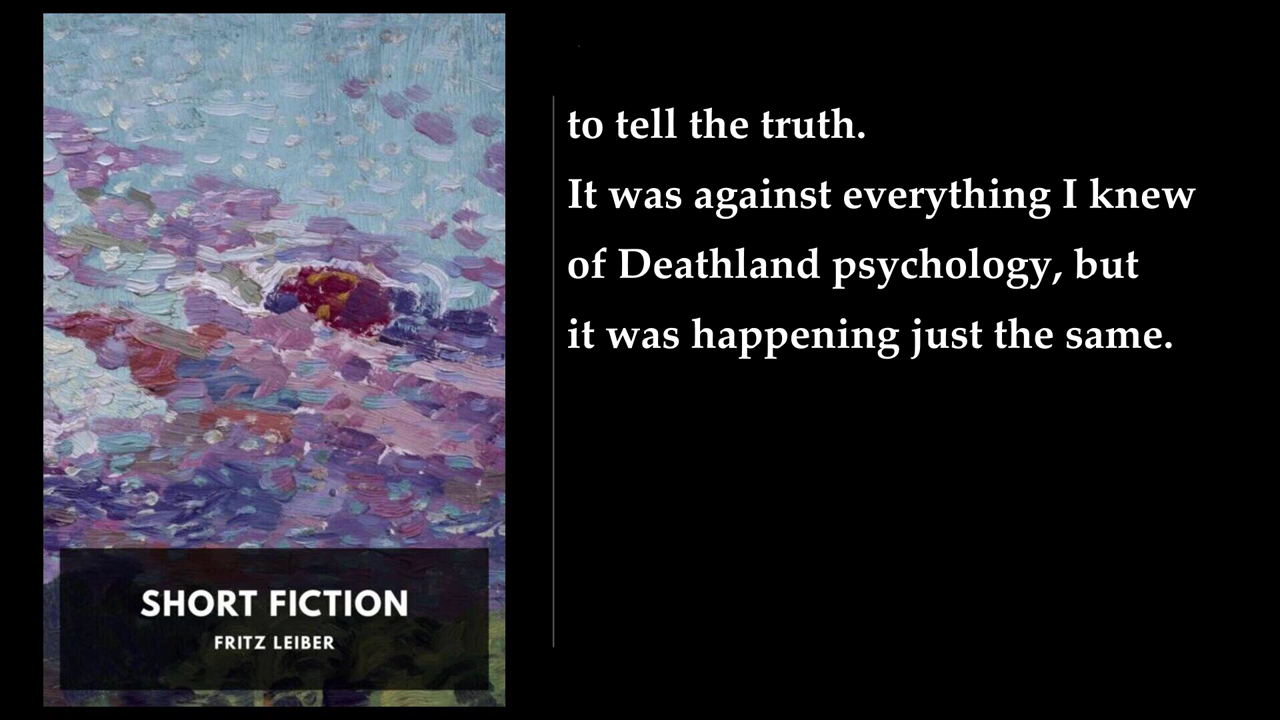 SHORT FICTION
FRITZ LEIBER
to tell the truth.
It was against everything I knew
of Deathland psychology, but
it was happening just the same.